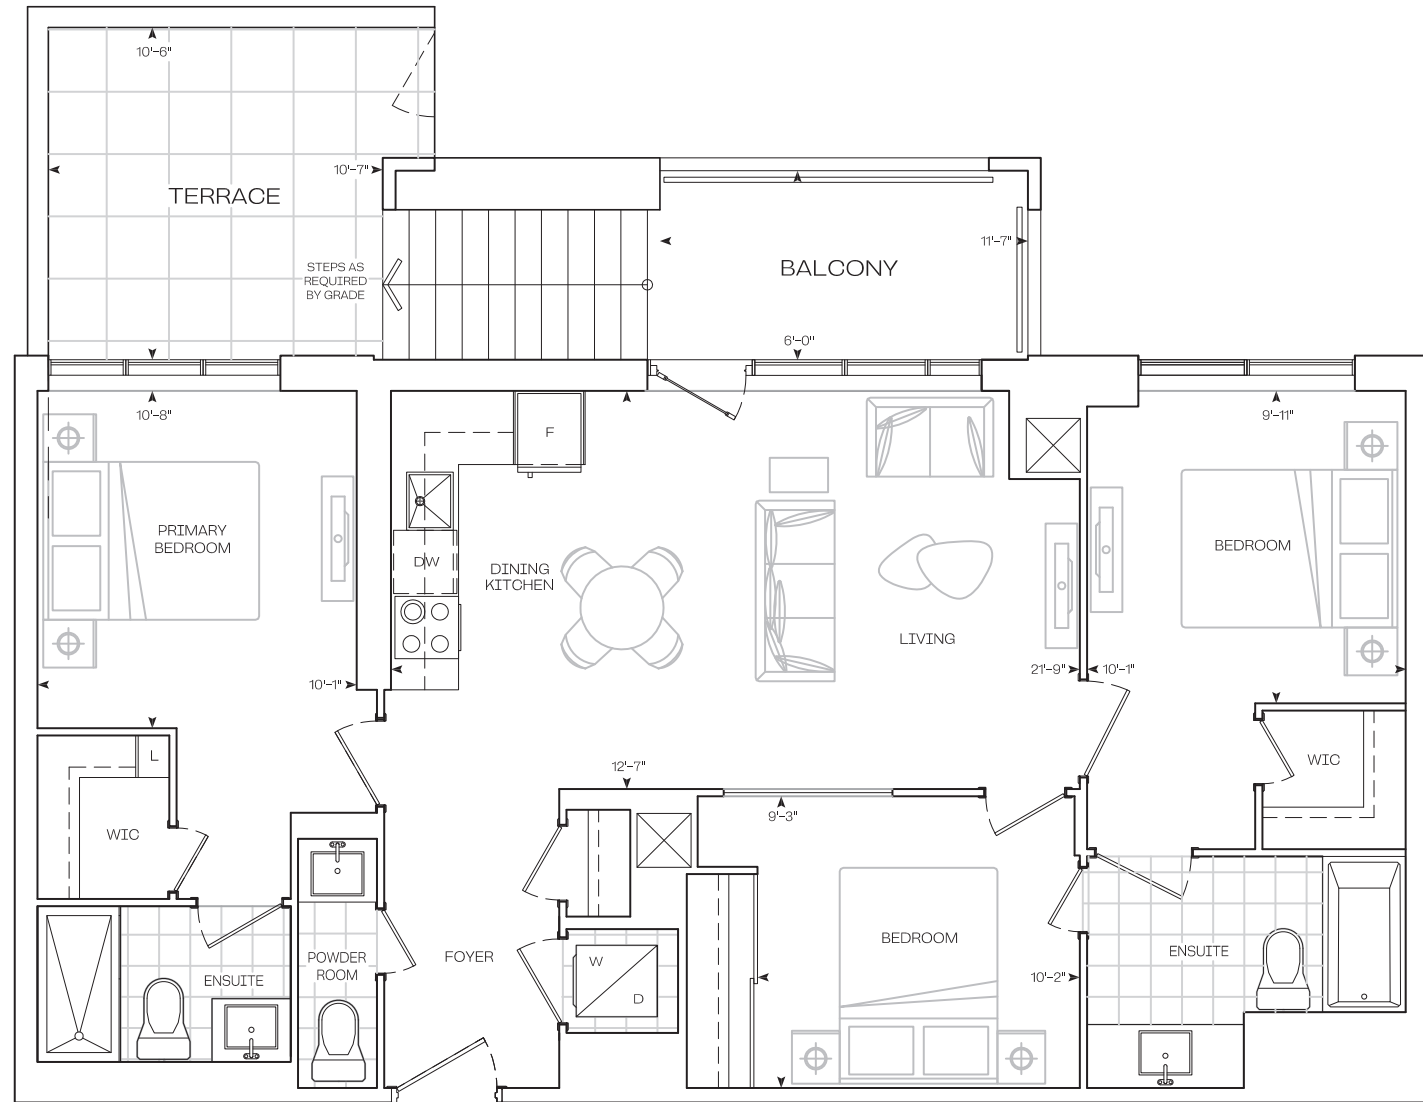 10'-6"
10'-7"
TERRACE
STEPS AS
REQUIRED
BY GRADE
11'-7"
BALCONY
6'-0"
10'-8"
PRIMARY
BEDROOM
10'-1"
F
DW
DINING
KITCHEN
LIVING
21'-9"
9'-11"
BEDROOM
10'-1"
WIC
L
WIC
12'-7"
9'-3"
BEDROOM
10'-2"
ENSUITE
FOYER
W
D
POWDER
ROOM
ENSUITE